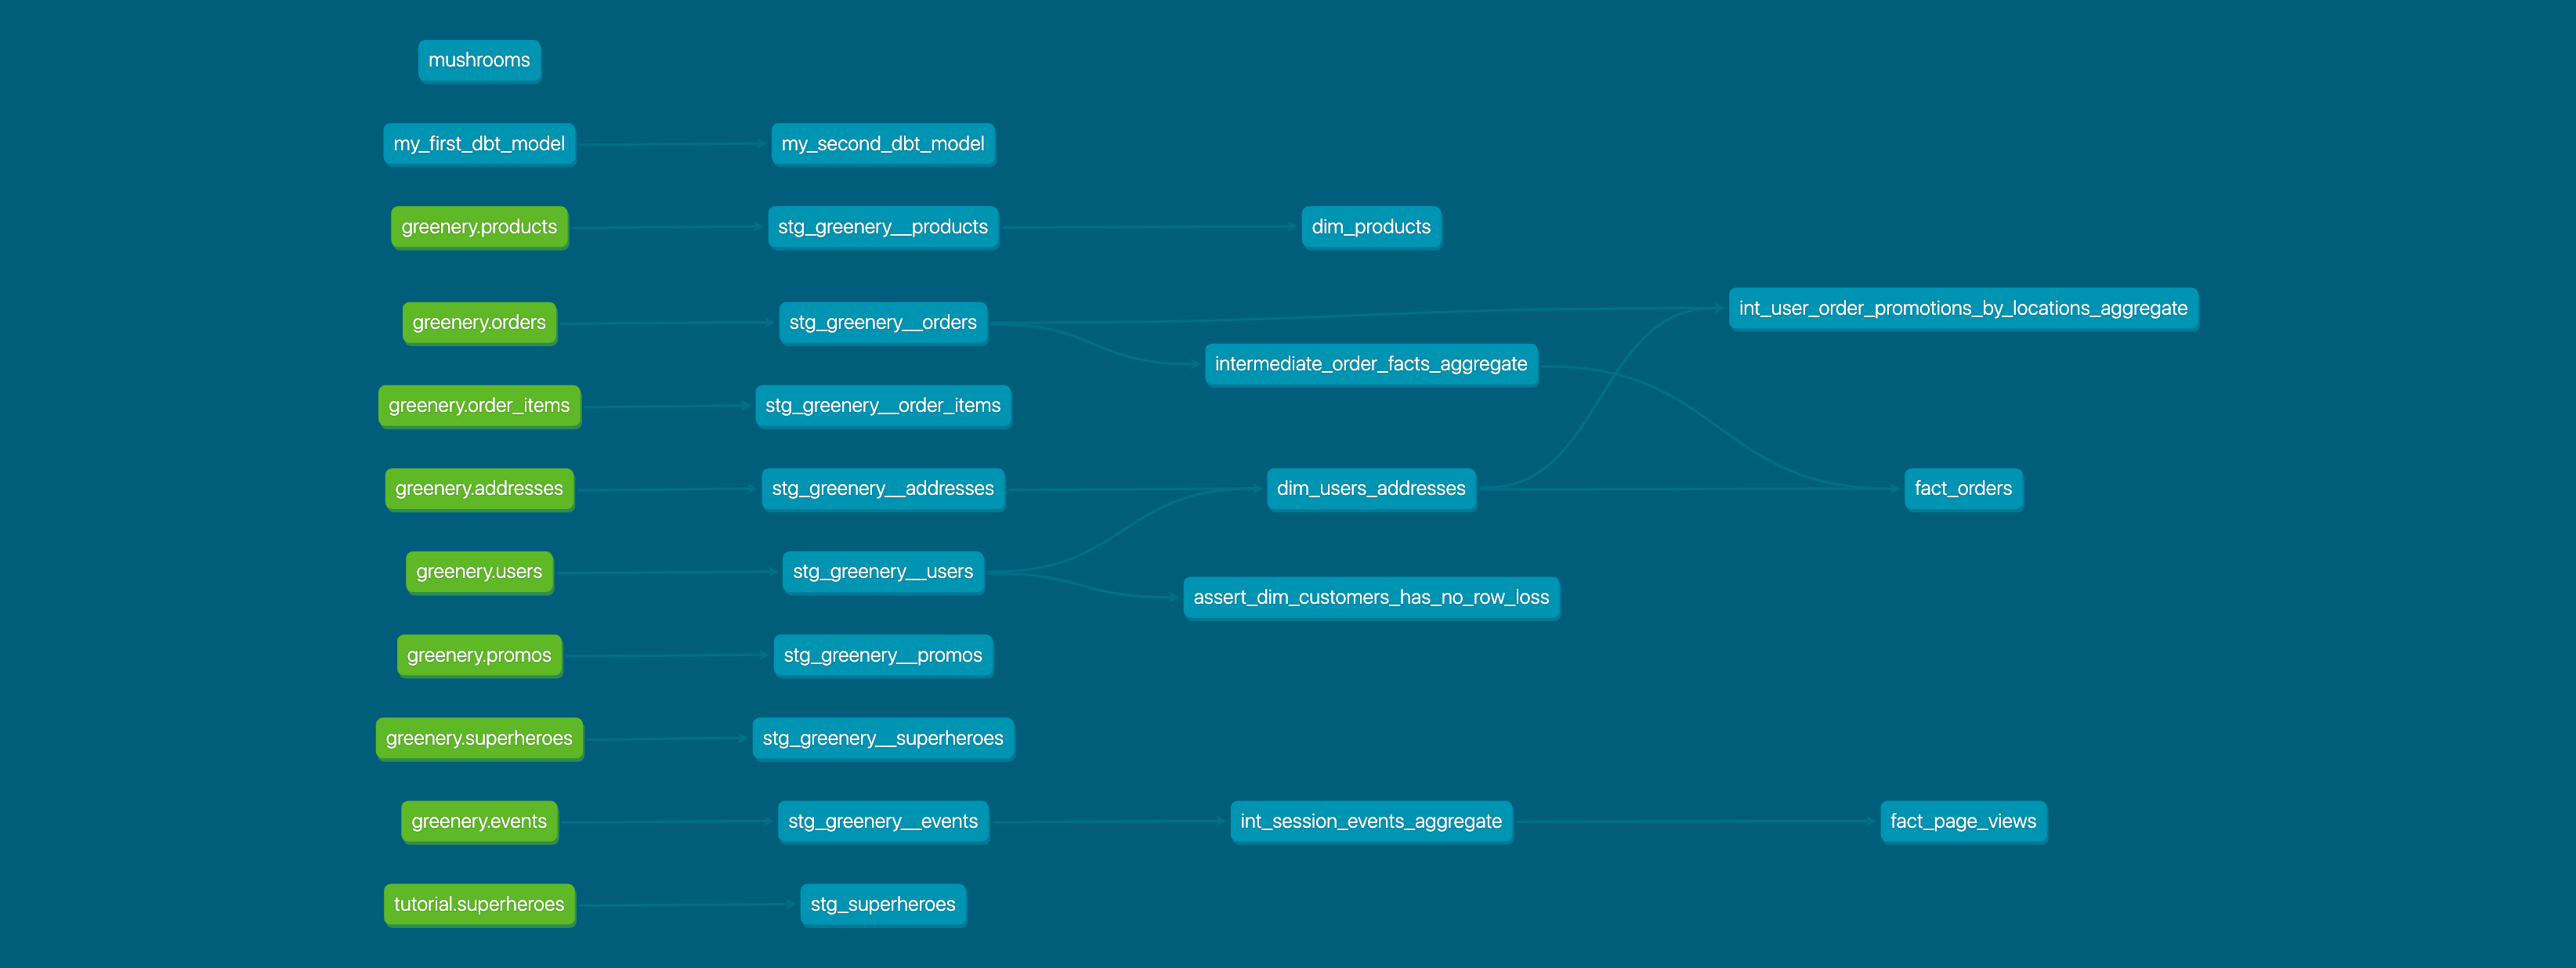 mushrooms
my_first_dbt_model
my_second_dbt_model
greenery.products
stg_greenery__products
dim_products
greenery.orders
stg_greenery__orders
int_user_order_promotions_by_locations_aggregate
intermediate_order_facts_aggregate
greenery.order_items
stg_greenery__order_items
greenery.addresses
stg_greenery__addresses
dim_users_addresses
fact_orders
greenery.users
stg_greenery__users
assert_dim_customers_has_no_row_loss
greenery.promos
stg_greenery__promos
greenery.superheroes
stg_greenery__superheroes
greenery.events
stg_greenery__events
int_session_events_aggregate
fact_page_views
tutorial.superheroes
stg_superheroes